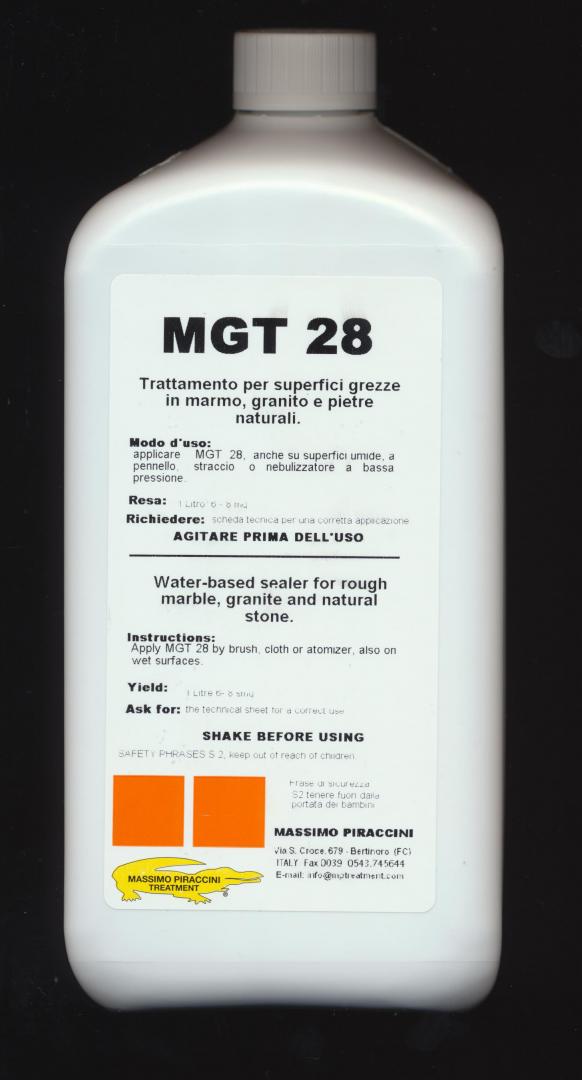 MGT 28
Trattamento per superfici grezze
in marmo, granito e pietre
naturali.
Modo d'uso:
applicare MGT 28, anche su superfici umide, a
pennello, straccio o nebulizzatore a bassa
pressione.
Resa: 1 Litro 6 - 8 mq
Richiedere: scheda tecnica per una corretta applicazione
AGITARE PRIMA DELL'USO
Water-based sealer for rough
marble, granite and natural
stone.
Instructions:
Apply MGT 28 by brush, cloth or atomizer, also on
wet surfaces.
Yield: 1 Litre 6- 8 smq
Ask for: the technical sheet for a correct use
SHAKE BEFORE USING
SAFETY PHRASES S 2, keep out of reach of children.
Frase di sicurezza
S2 tenere fuori dalla
portata dei bambini
MASSIMO PIRACCINI
Via S. Croce, 679 - Bertinoro (FC)
ITALY Fax 0039 0543.745644
E-mail: info@mptreatment.com
MASSIMO PIRACCINI
TREATMENT
®